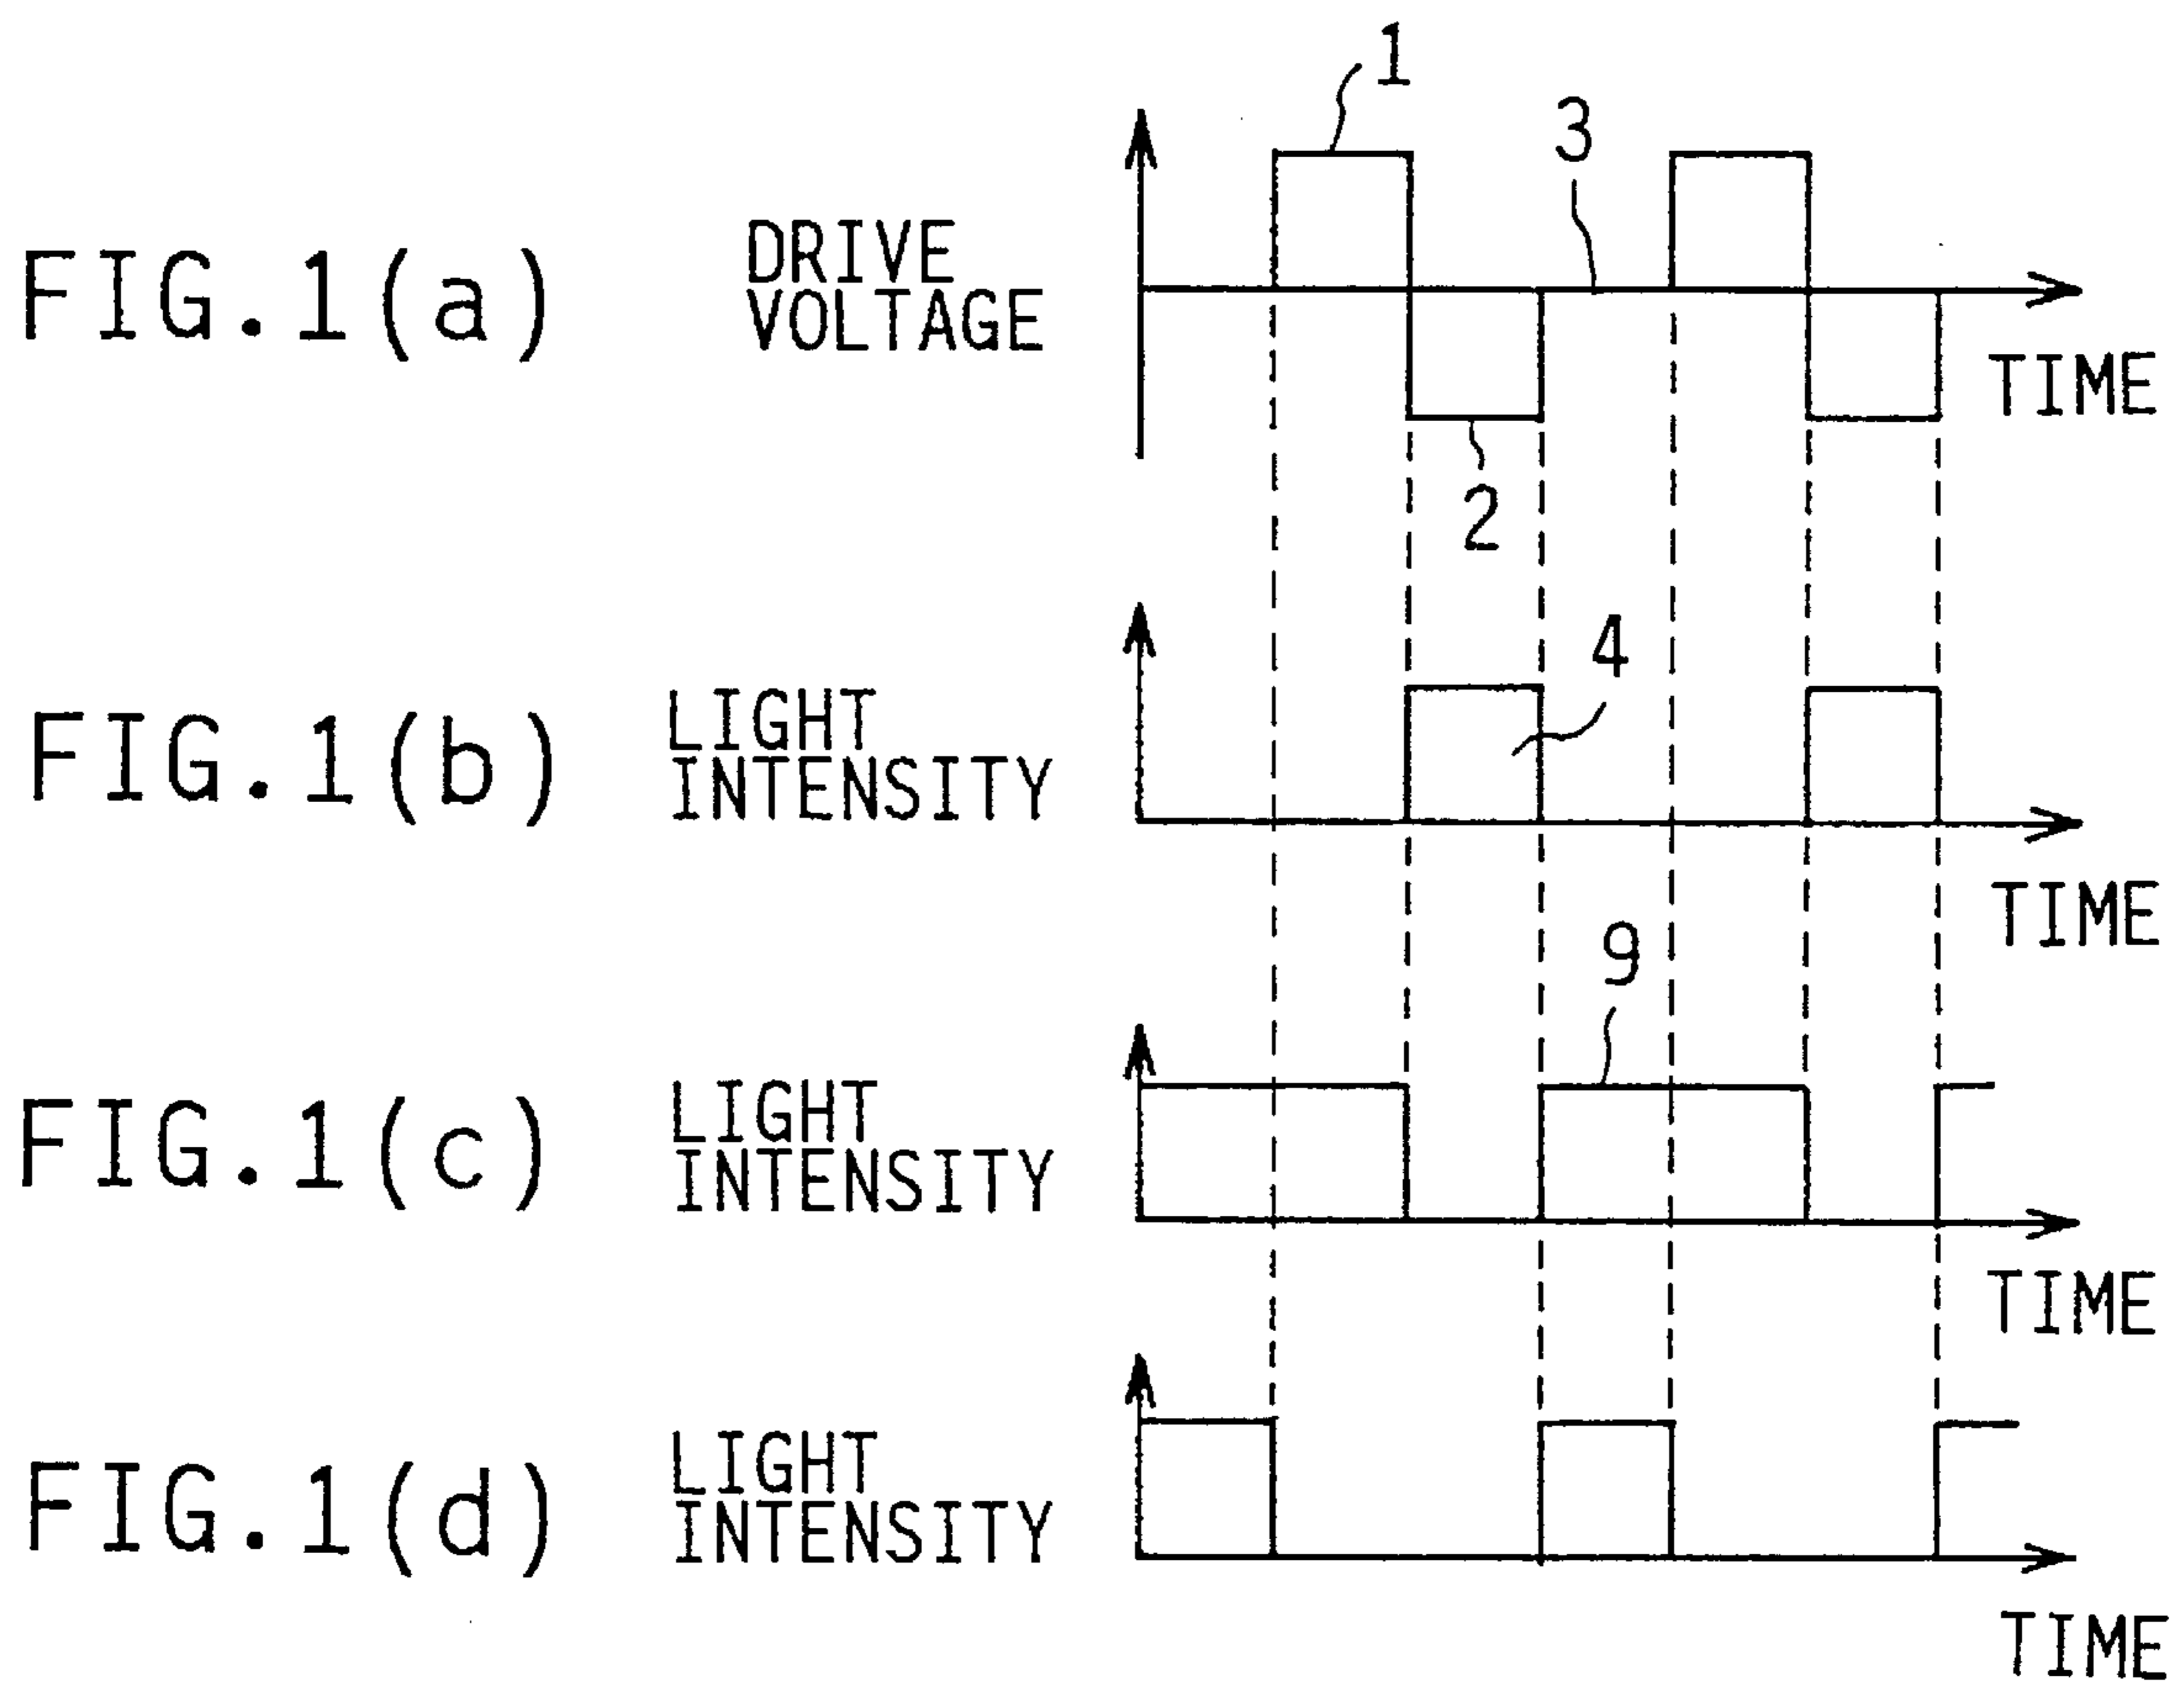 1
3
FIG.1(a)
DRIVE
VOLTAGE
TIME
2
4
FIG.1(b)
LIGHT
INTENSITY
TIME
9
FIG.1(c)
LIGHT
INTENSITY
TIME
FIG.1(d)
LIGHT
INTENSITY
TIME